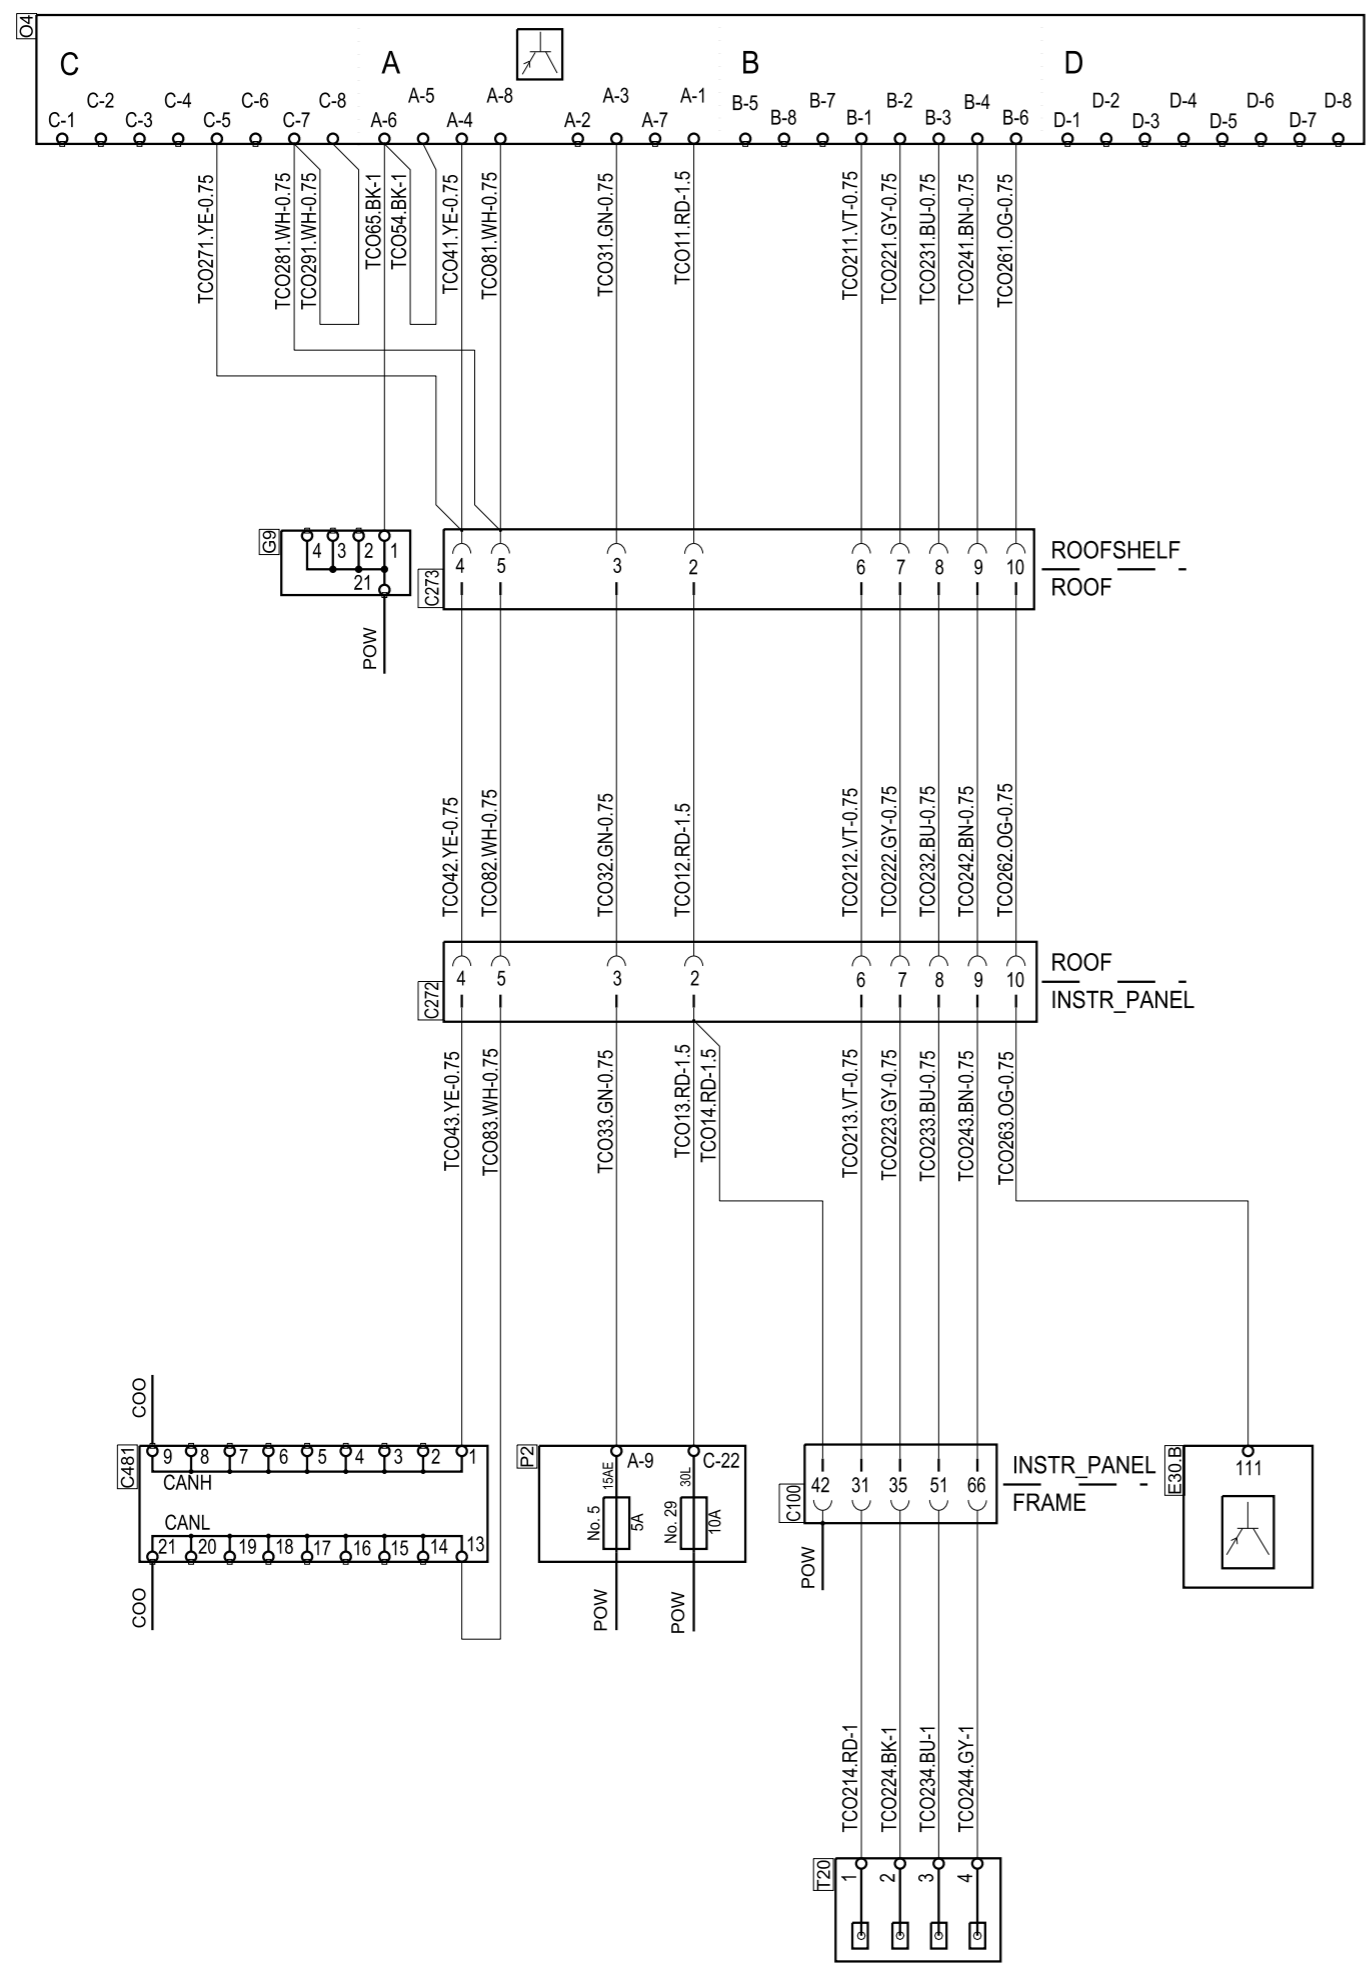 O4
C A B D
C-2 C-4 C-6 C-8 A-5 A-8 A-3 A-1 B-5 B-7 B-2 B-4 D-2 D-4 D-6 D-8
C-1 C-3 C-5 C-7 A-6 A-4 A-2 A-7 B-8 B-1 B-3 B-6 D-1 D-3 D-5 D-7
TCO271.YE-0.75
TCO281.WH-0.75
TCO291.WH-0.75
TCO65.BK-1
TCO54.BK-1
TCO41.YE-0.75
TCO81.WH-0.75
TCO31.GN-0.75
TCO11.RD-1.5
TCO211.VT-0.75
TCO221.GY-0.75
TCO231.BU-0.75
TCO241.BN-0.75
TCO261.OG-0.75
G9
4 3 2 1
21
POW
C273
4 5 3 2 6 7 8 9 10
ROOFSHELF
ROOF
TCO42.YE-0.75
TCO82.WH-0.75
TCO32.GN-0.75
TCO12.RD-1.5
TCO212.VT-0.75
TCO222.GY-0.75
TCO232.BU-0.75
TCO242.BN-0.75
TCO262.OG-0.75
C272
4 5 3 2 6 7 8 9 10
ROOF
INSTR_PANEL
TCO43.YE-0.75
TCO83.WH-0.75
TCO33.GN-0.75
TCO13.RD-1.5
TCO14.RD-1.5
TCO213.VT-0.75
TCO223.GY-0.75
TCO233.BU-0.75
TCO243.BN-0.75
TCO263.OG-0.75
COO
C481
9 8 7 6 5 4 3 2 1
CANH
CANL
21 20 19 18 17 16 15 14 13
COO
P2
A-9 C-22
15AE
30L
No. 5
5A
No. 29
10A
POW
POW
C100
42 31 35 51 66
INSTR_PANEL
FRAME
POW
E30.B
111
TCO214.RD-1
TCO224.BK-1
TCO234.BU-1
TCO244.GY-1
T20
1 2 3 4